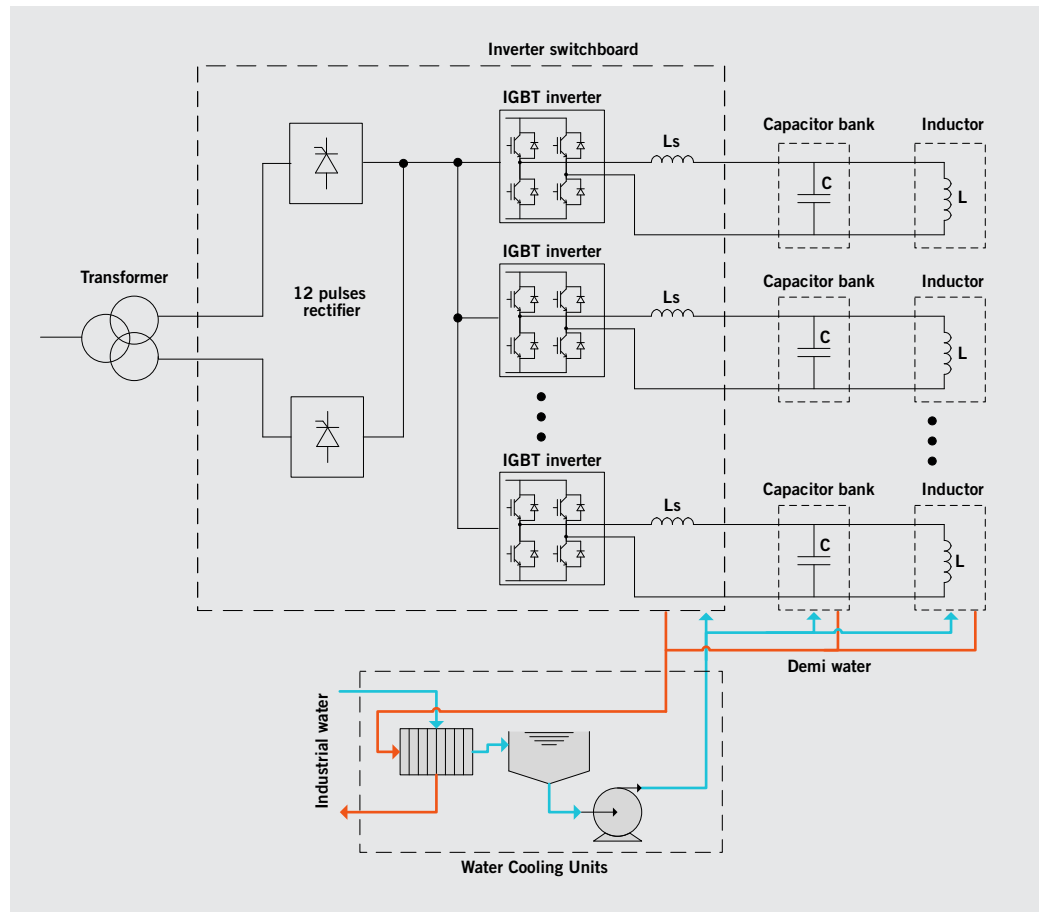 Inverter switchboard
IGBT inverter
Ls
Capacitor bank
Inductor
C
L
Transformer
12 pulses
rectifier
IGBT inverter
Ls
Capacitor bank
Inductor
C
L
IGBT inverter
Ls
Capacitor bank
Inductor
C
L
Demi water
Industrial water
Water Cooling Units